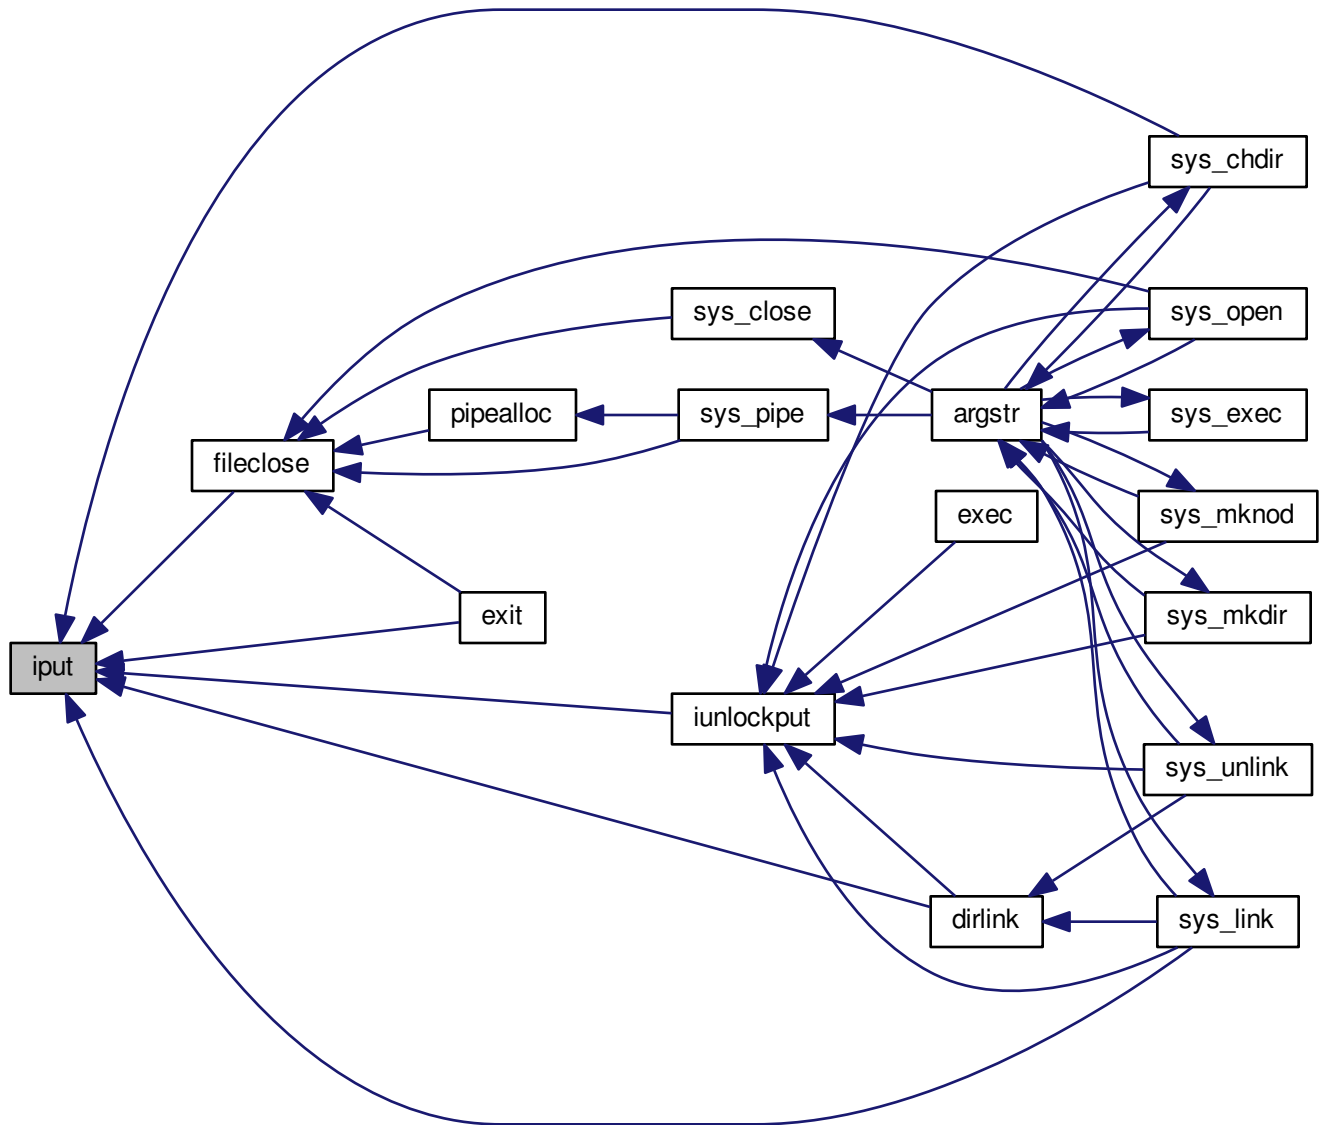 sys_chdir
sys_close
sys_open
pipealloc
sys_pipe
argstr
sys_exec
fileclose
exec
sys_mknod
exit
sys_mkdir
iput
iunlockput
sys_unlink
dirlink
sys_link